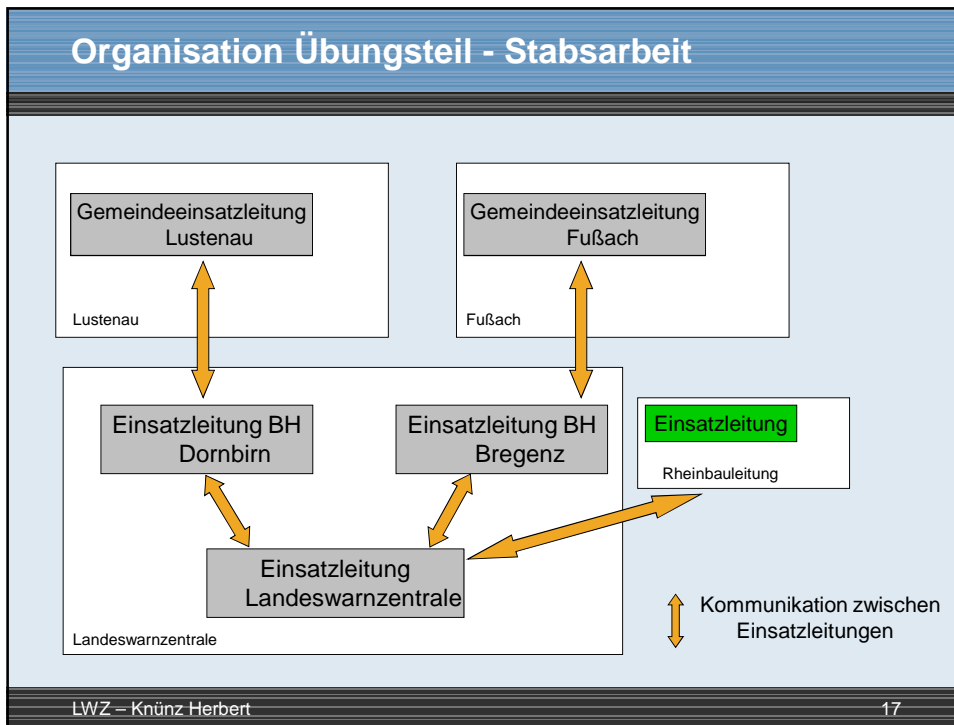 Organisation Übungsteil - Stabsarbeit
Gemeindeeinsatzleitung
Lustenau
Lustenau
Gemeindeeinsatzleitung
Fußach
Fußach
Einsatzleitung BH
Dornbirn
Einsatzleitung BH
Bregenz
Einsatzleitung
Rheinbauleitung
Einsatzleitung
Landeswarnzentrale
Landeswarnzentrale
Kommunikation zwischen
Einsatzleitungen
LWZ – Knünz Herbert
17